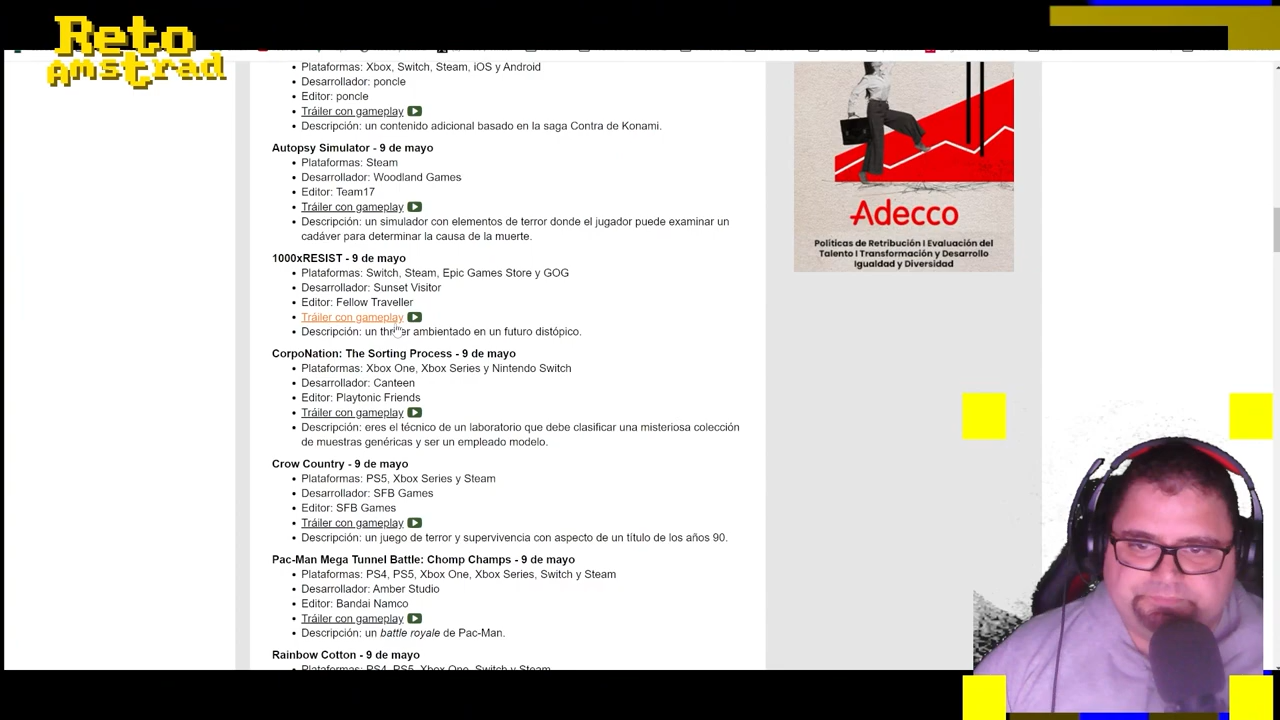 Reto
Amstrad
Plataformas: Xbox, Switch, Steam, iOS y Android
Desarrollador: poncle
Editor: poncle
Tráiler con gameplay
Descripción: un contenido adicional basado en la saga Contra de Konami.
Autopsy Simulator - 9 de mayo
Plataformas: Steam
Desarrollador: Woodland Games
Editor: Team17
Tráiler con gameplay
Descripción: un simulador con elementos de terror donde el jugador puede examinar un
cadáver para determinar la causa de la muerte.
1000xRESIST - 9 de mayo
Plataformas: Switch, Steam, Epic Games Store y GOG
Desarrollador: Sunset Visitor
Editor: Fellow Traveller
Tráiler con gameplay
Descripción: un thriller ambientado en un futuro distópico.
CorpoNation: The Sorting Process - 9 de mayo
Plataformas: Xbox One, Xbox Series y Nintendo Switch
Desarrollador: Canteen
Editor: Playtonic Friends
Tráiler con gameplay
Descripción: eres el técnico de un laboratorio que debe clasificar una misteriosa colección
de muestras genéricas y ser un empleado modelo.
Crow Country - 9 de mayo
Plataformas: PS5, Xbox Series y Steam
Desarrollador: SFB Games
Editor: SFB Games
Tráiler con gameplay
Descripción: un juego de terror y supervivencia con aspecto de un título de los años 90.
Pac-Man Mega Tunnel Battle: Chomp Champs - 9 de mayo
Plataformas: PS4, PS5, Xbox One, Xbox Series, Switch y Steam
Desarrollador: Amber Studio
Editor: Bandai Namco
Tráiler con gameplay
Descripción: un battle royale de Pac-Man.
Rainbow Cotton - 9 de mayo
Plataformas: PS4, PS5, Xbox One, Switch y Steam
Adecco
Políticas de Retribución I Evaluación del
Talento I Transformación y Desarrollo
Igualdad y Diversidad